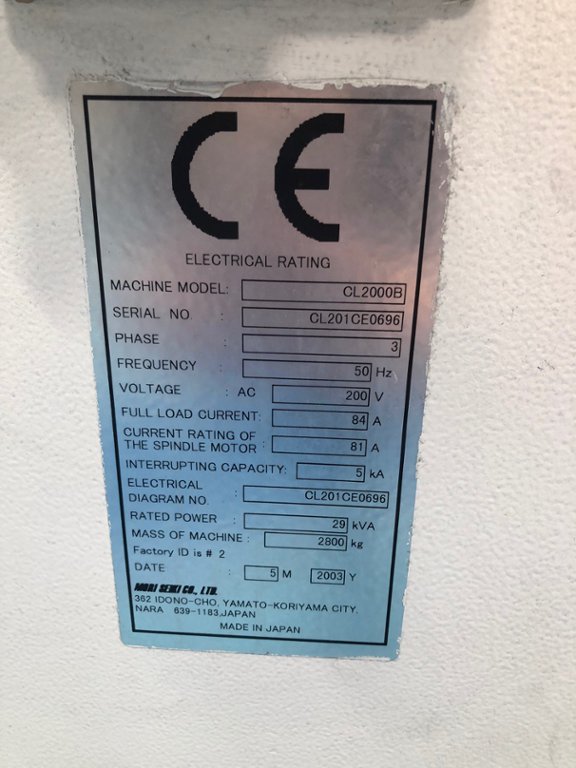 CE
ELECTRICAL RATING
MACHINE MODEL: CL2000B
SERIAL NO. CL201CE0696
PHASE : 3
FREQUENCY : 50 Hz
VOLTAGE : AC 200 V
FULL LOAD CURRENT: 84 A
CURRENT RATING OF
THE SPINDLE MOTOR : 81 A
INTERRUPTING CAPACITY: 5 kA
ELECTRICAL
DIAGRAM NO. : CL201CE0696
RATED POWER : 29 kVA
MASS OF MACHINE : 2800 kg
Factory ID is # 2
DATE : 5 M 2003 Y
MORI SEIKI CO., LTD.
362 IDONO-CHO, YAMATO-KORIYAMA CITY,
NARA 639-1183,JAPAN
MADE IN JAPAN